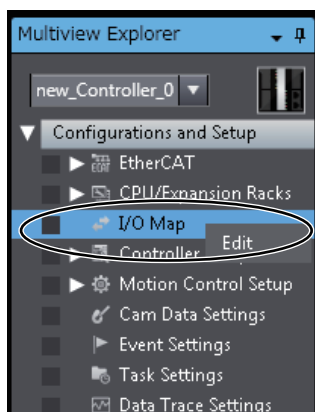 Multiview Explorer
new_Controller_0
Configurations and Setup
EtherCAT
CPU/Expansion Racks
I/O Map
Edit
Controller
Motion Control Setup
Cam Data Settings
Event Settings
Task Settings
Data Trace Settings